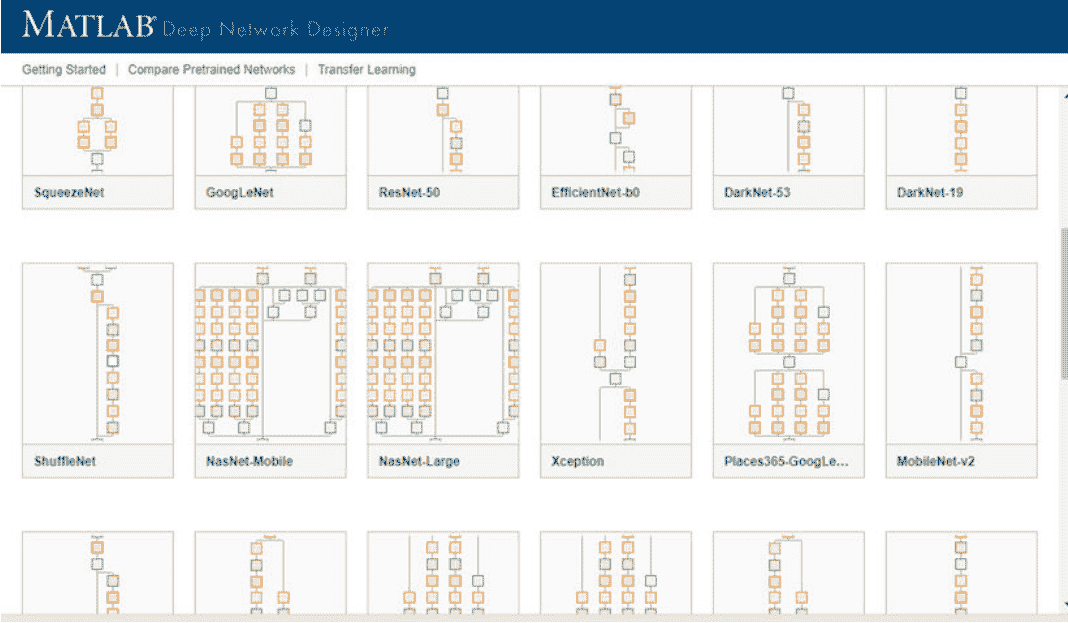 MATLAB® Deep Network Designer
Getting Started | Compare Pretrained Networks | Transfer Learning
SqueezeNet GoogLeNet ResNet-50 EfficientNet-b0 DarkNet-53 DarkNet-19
ShuffleNet NasNet-Mobile NasNet-Large Xception Places365-GoogLe... MobileNet-v2